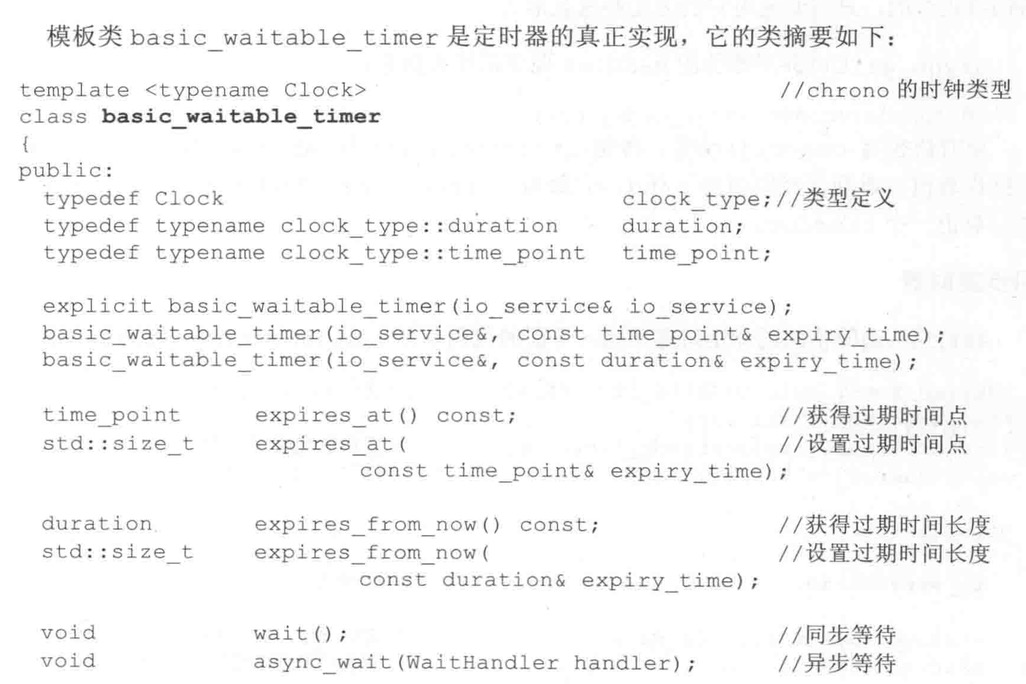 模板类 basic_waitable_timer 是定时器的真正实现，它的类摘要如下：
template <typename Clock> //chrono 的时钟类型
class basic_waitable_timer
{
public:
typedef Clock clock_type;//类型定义
typedef typename clock_type::duration duration;
typedef typename clock_type::time_point time_point;
explicit basic_waitable_timer(io_service& io_service);
basic_waitable_timer(io_service&, const time_point& expiry_time);
basic_waitable_timer(io_service&, const duration& expiry_time);
time_point expires_at() const; //获得过期时间点
std::size_t expires_at( //设置过期时间点
const time_point& expiry_time);
duration expires_from_now() const; //获得过期时间长度
std::size_t expires_from_now( //设置过期时间长度
const duration& expiry_time);
void wait(); //同步等待
void async_wait(WaitHandler handler); //异步等待